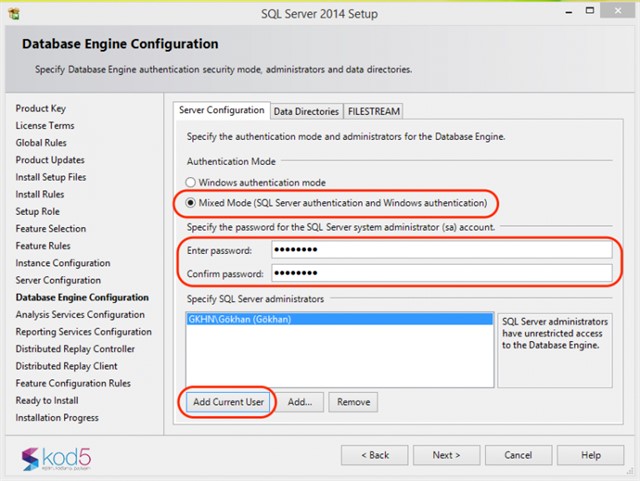 SQL Server 2014 Setup
Database Engine Configuration
Specify Database Engine authentication security mode, administrators and data directories.
Product Key
License Terms
Global Rules
Product Updates
Install Setup Files
Install Rules
Setup Role
Feature Selection
Feature Rules
Instance Configuration
Server Configuration
Database Engine Configuration
Analysis Services Configuration
Reporting Services Configuration
Distributed Replay Controller
Distributed Replay Client
Feature Configuration Rules
Ready to Install
Installation Progress
Server Configuration Data Directories FILESTREAM
Specify the authentication mode and administrators for the Database Engine.
Authentication Mode
Windows authentication mode
Mixed Mode (SQL Server authentication and Windows authentication)
Specify the password for the SQL Server system administrator (sa) account.
Enter password: ●●●●●●●●
Confirm password: ●●●●●●●●
Specify SQL Server administrators
GKHN\Gökhan (Gökhan)
SQL Server administrators
have unrestricted access
to the Database Engine.
Add Current User Add... Remove
kod5
< Back Next > Cancel Help